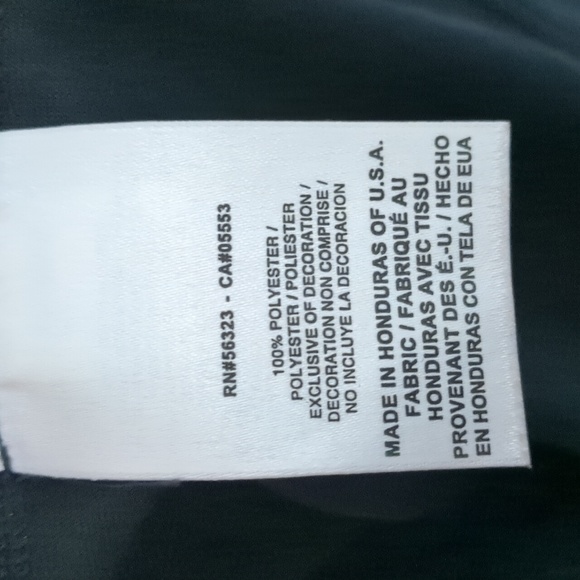 RN#56323 - CA#05553
100% POLYESTER /
POLYESTER / POLIESTER
EXCLUSIVE OF DECORATION /
DECORATION NON COMPRISE /
NO INCLUYE LA DECORACION
MADE IN HONDURAS OF U.S.A.
FABRIC / FABRIQUÉ AU
HONDURAS AVEC TISSU
PROVENANT DES É.-U. / HECHO
EN HONDURAS CON TELA DE EUA